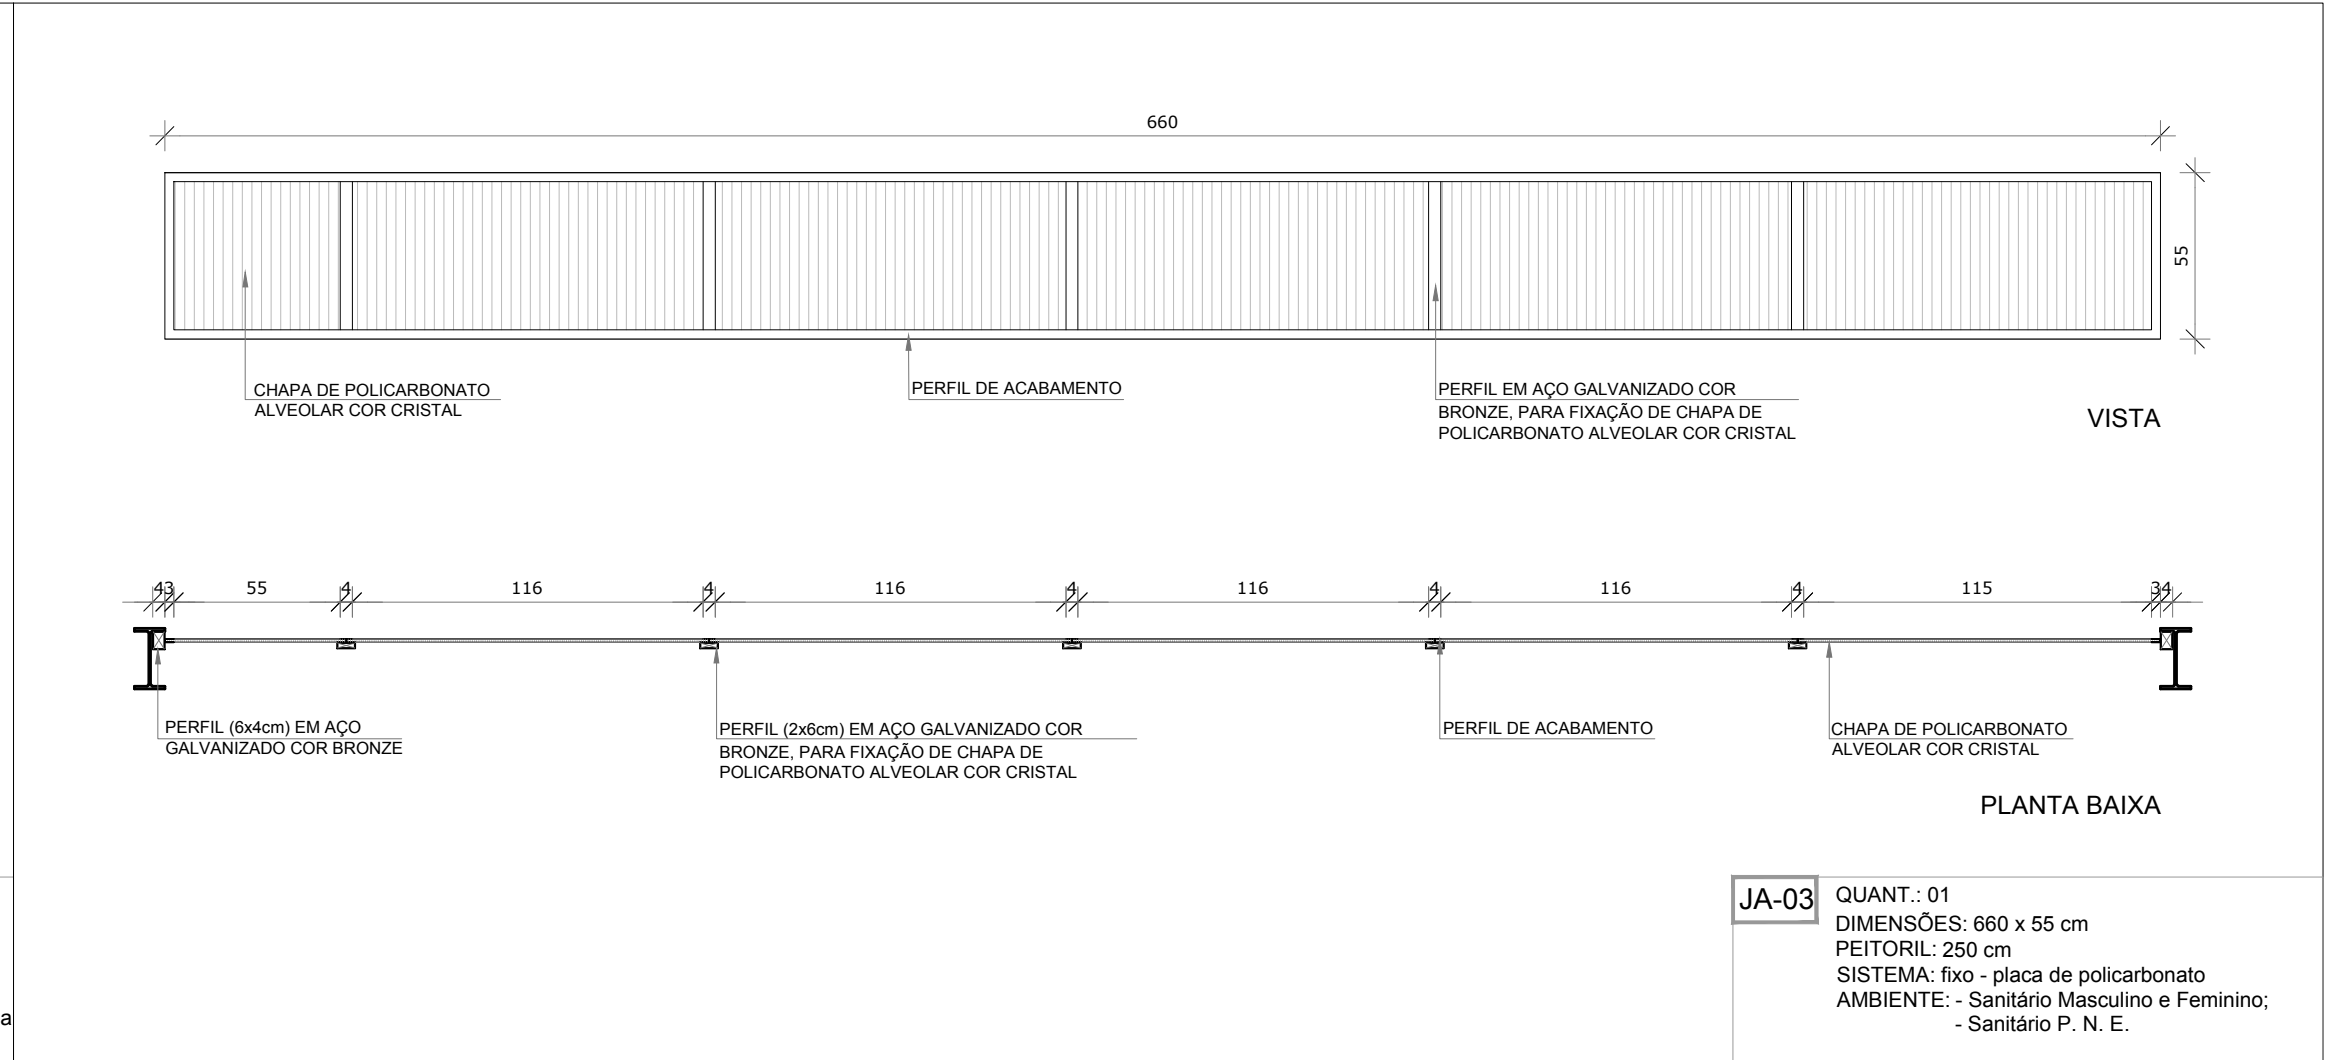 660
55
CHAPA DE POLICARBONATO
ALVEOLAR COR CRISTAL
PERFIL DE ACABAMENTO
PERFIL EM AÇO GALVANIZADO COR
BRONZE, PARA FIXAÇÃO DE CHAPA DE
POLICARBONATO ALVEOLAR COR CRISTAL
VISTA
4 3 55 4 116 4 116 4 116 4 116 4 115 3 4
PERFIL (6x4cm) EM AÇO
GALVANIZADO COR BRONZE
PERFIL (2x6cm) EM AÇO GALVANIZADO COR
BRONZE, PARA FIXAÇÃO DE CHAPA DE
POLICARBONATO ALVEOLAR COR CRISTAL
PERFIL DE ACABAMENTO
CHAPA DE POLICARBONATO
ALVEOLAR COR CRISTAL
PLANTA BAIXA
JA-03
QUANT.: 01
DIMENSÕES: 660 x 55 cm
PEITORIL: 250 cm
SISTEMA: fixo - placa de policarbonato
AMBIENTE: - Sanitário Masculino e Feminino;
- Sanitário P. N. E.
a